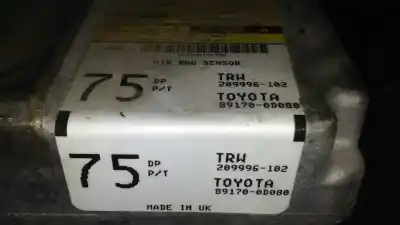 AIR BAG SENSOR
75 DP P/T
TRW
209996-102
TOYOTA
89170-0D080
75 DP P/T
TRW
209996-102
TOYOTA
89170-0D080
MADE IN UK